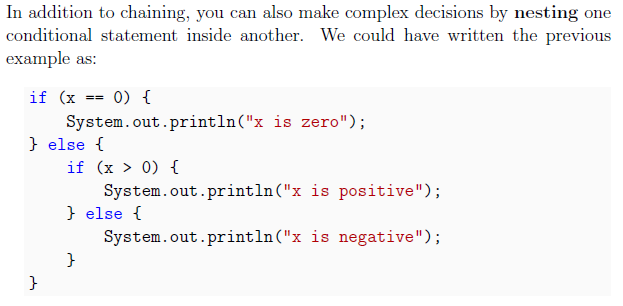 In addition to chaining, you can also make complex decisions by nesting one
conditional statement inside another. We could have written the previous
example as:
if (x == 0) {
    System.out.println("x is zero");
} else {
    if (x > 0) {
        System.out.println("x is positive");
    } else {
        System.out.println("x is negative");
    }
}